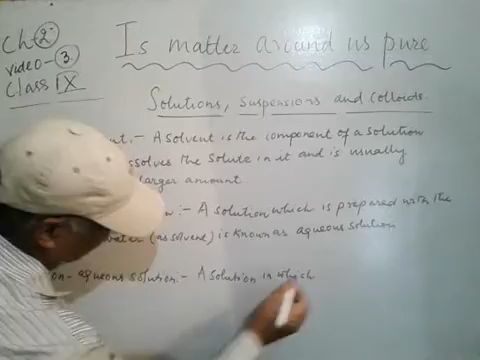 Ch-2
video-3
Class IX
Is matter around us pure
Solutions, Suspensions and Colloids.
A solvent is the component of a solution
the solute in it and is usually
larger amount
:- A solution which is prepared with the
(as solvent) is known as aqueous solution
aqueous solution:- A solution in which